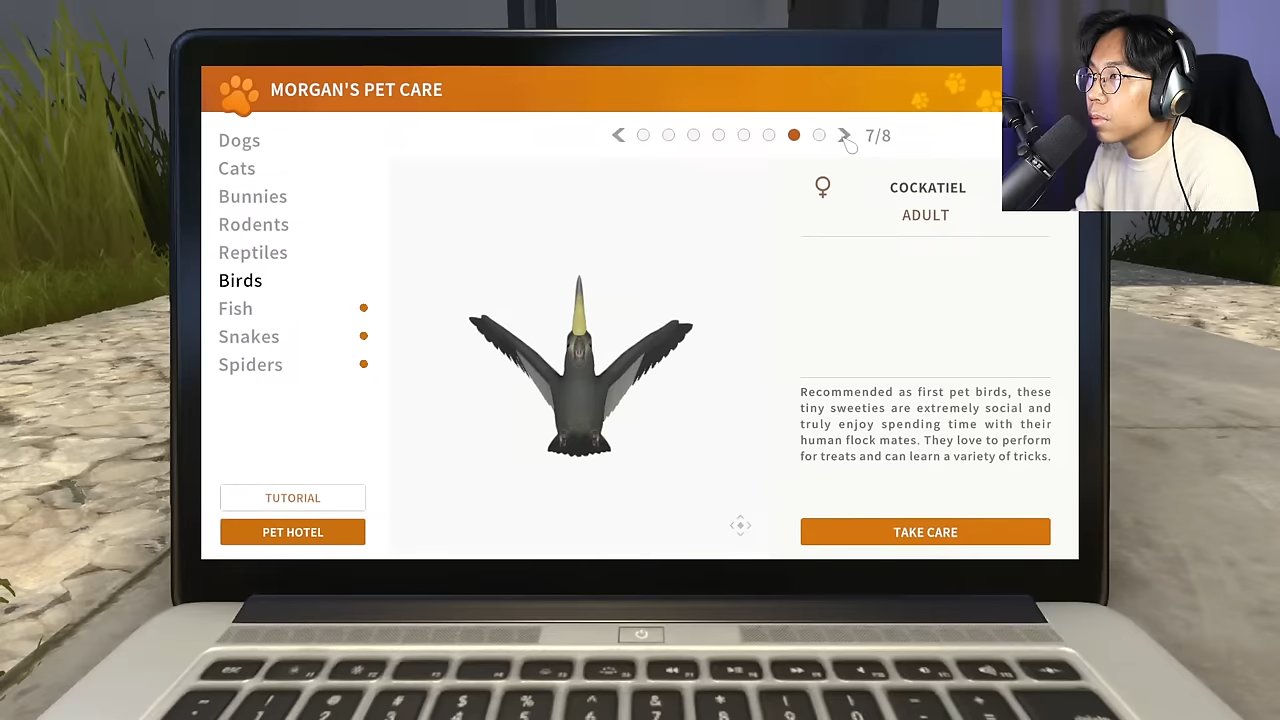 MORGAN'S PET CARE
7/8
Dogs
Cats
Bunnies
Rodents
Reptiles
Birds
Fish
Snakes
Spiders
TUTORIAL
PET HOTEL
COCKATIEL
ADULT
Recommended as first pet birds, these
tiny sweeties are extremely social and
truly enjoy spending time with their
human flock mates. They love to perform
for treats and can learn a variety of tricks.
TAKE CARE